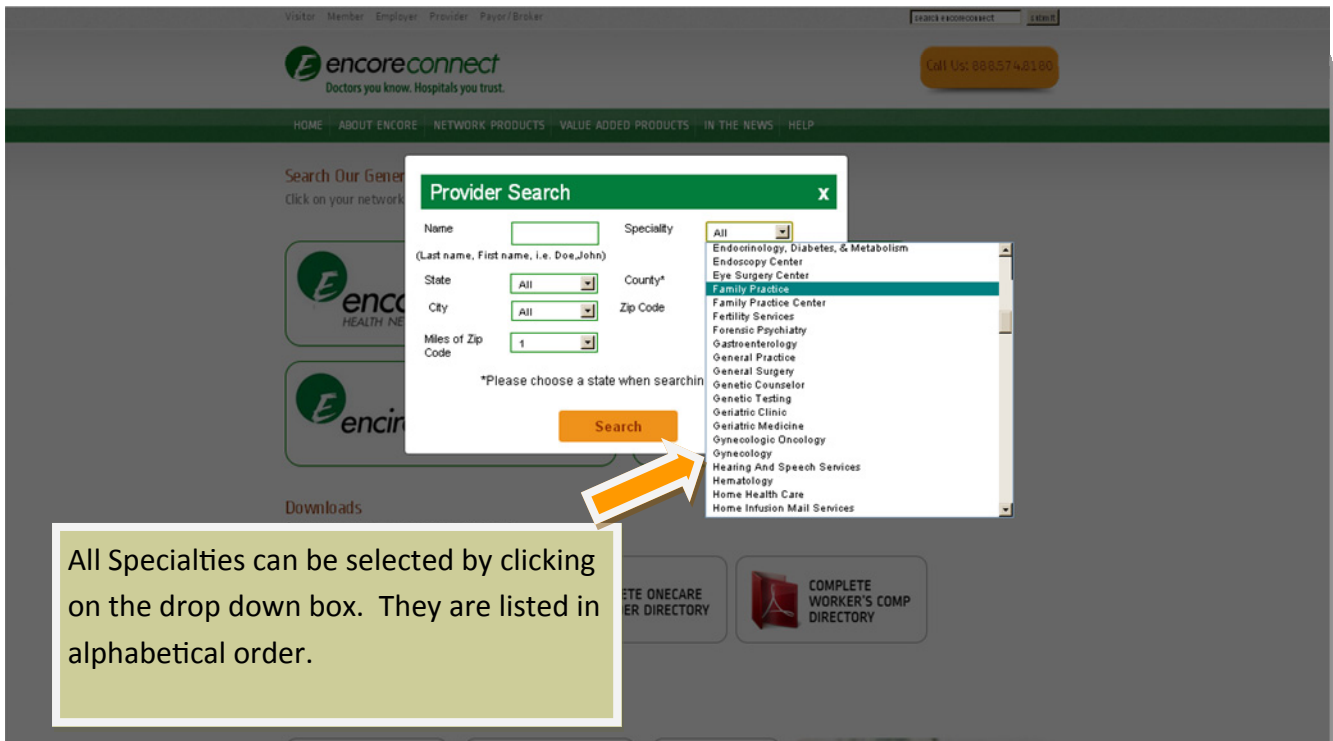 Visitor Member Employer Provider Payor/Broker
search encoreconnect submit
encoreconnect
Doctors you know. Hospitals you trust.
Call Us: 888.574.8180
HOME ABOUT ENCORE NETWORK PRODUCTS VALUE ADDED PRODUCTS IN THE NEWS HELP
Search Our Gener
Click on your network
Provider Search x
Name Speciality All
(Last name, First name, i.e. Doe,John)
State All County*
City All Zip Code
Miles of Zip
Code 1
*Please choose a state when searchin
Search
Endocrinology, Diabetes, & Metabolism
Endoscopy Center
Eye Surgery Center
Family Practice
Family Practice Center
Fertility Services
Forensic Psychiatry
Gastroenterology
General Practice
General Surgery
Genetic Counselor
Genetic Testing
Geriatric Clinic
Geriatric Medicine
Gynecologic Oncology
Gynecology
Hearing And Speech Services
Hematology
Home Health Care
Home Infusion Mail Services
E
enco
HEALTH NE
E
encir
Downloads
All Specialties can be selected by clicking
on the drop down box. They are listed in
alphabetical order.
ETE ONECARE
ER DIRECTORY
COMPLETE
WORKER'S COMP
DIRECTORY